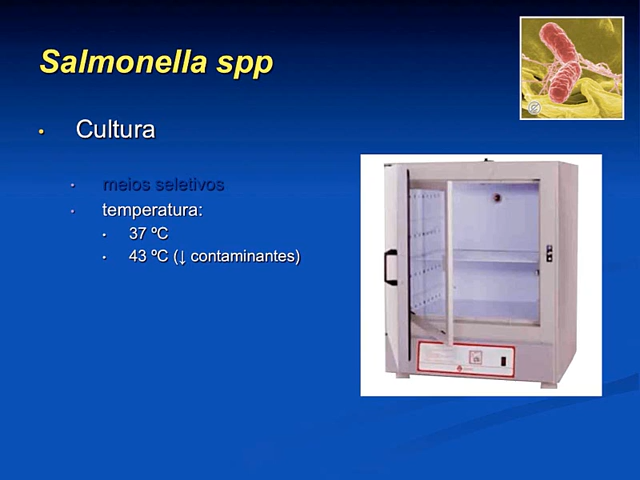 Salmonella spp
• Cultura
• meios seletivos
• temperatura:
• 37 ºC
• 43 ºC (↓ contaminantes)